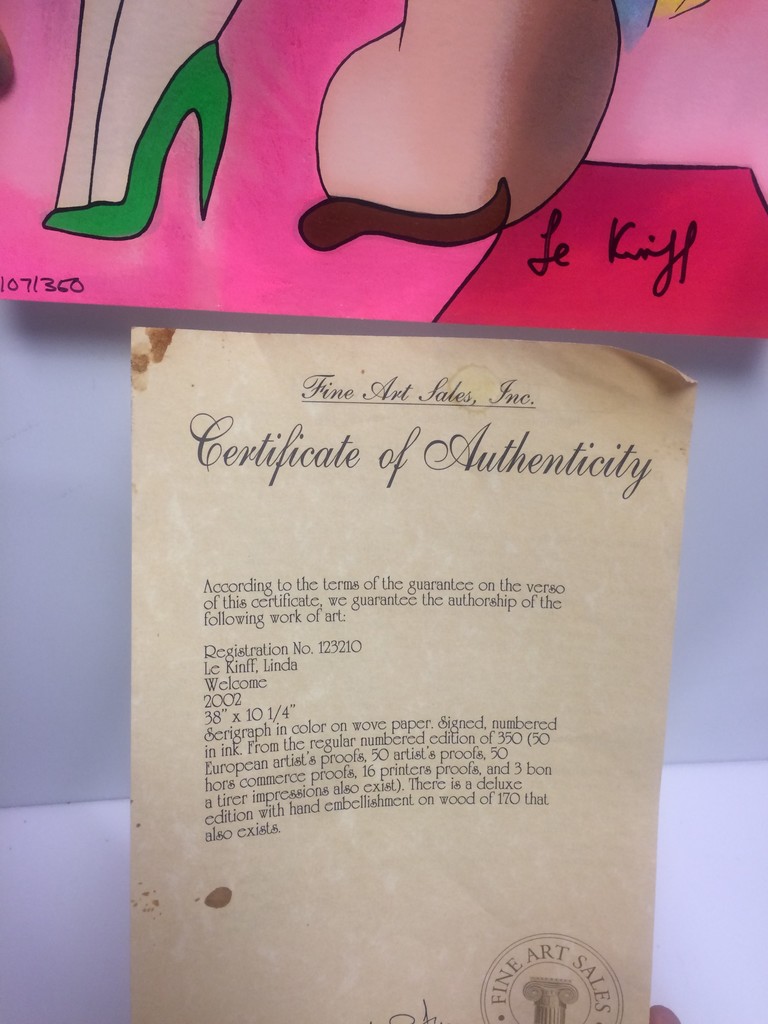 107/350
Le Kinff
Fine Art Sales, Inc.
Certificate of Authenticity
According to the terms of the guarantee on the verso
of this certificate, we guarantee the authorship of the
following work of art:
Registration No. 123210
Le Kinff, Linda
Welcome
2002
38" x 10 1/4"
Serigraph in color on wove paper. Signed, numbered
in ink. From the regular numbered edition of 350 (50
European artist's proofs, 50 artist's proofs, 50
hors commerce proofs, 16 printers proofs, and 3 bon
a tirer impressions also exist). There is a deluxe
edition with hand embellishment on wood of 170 that
also exists.
FINE ART SALES